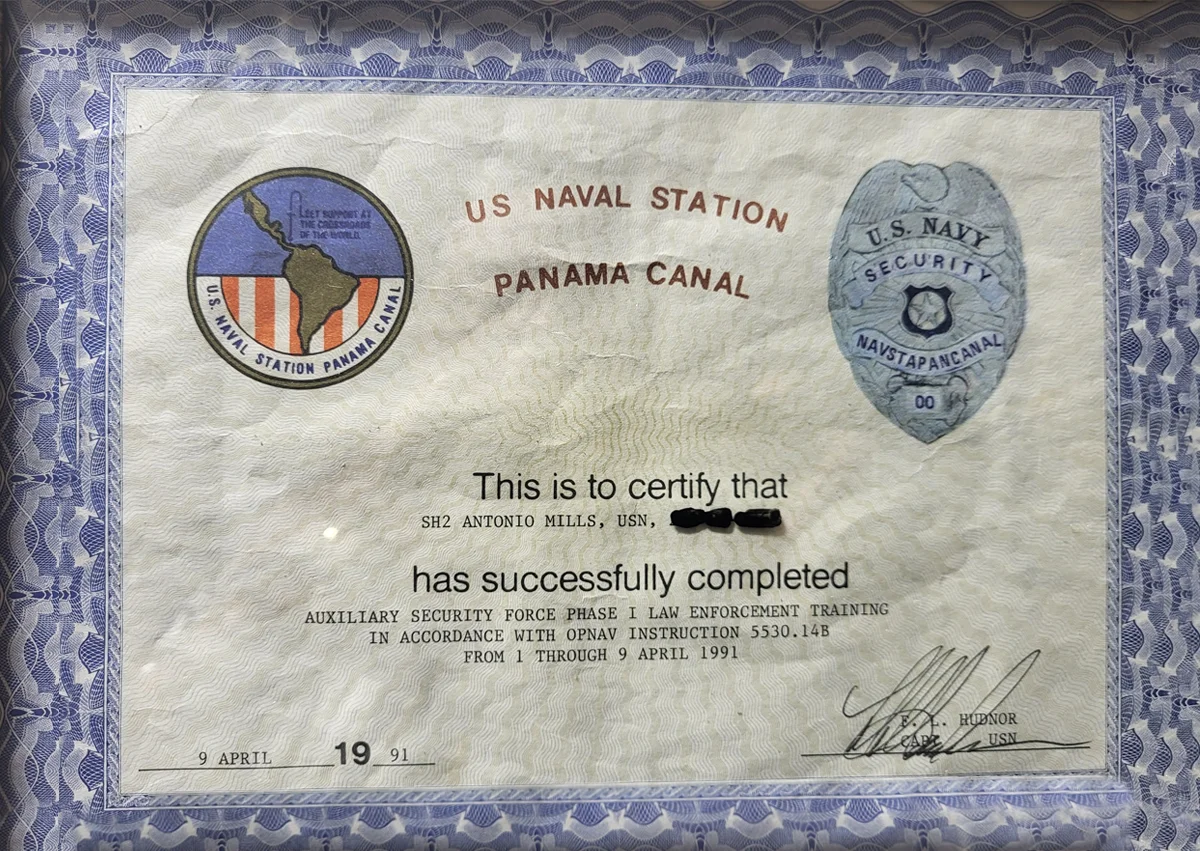 US NAVAL STATION
PANAMA CANAL
FLEET SUPPORT AT
THE CROSSROADS
OF THE WORLD.
U.S. NAVAL STATION PANAMA CANAL
U.S. NAVY
SECURITY
NAVSTAPANCANAL
00
This is to certify that
SH2 ANTONIO MILLS, USN,
has successfully completed
AUXILIARY SECURITY FORCE PHASE I LAW ENFORCEMENT TRAINING
IN ACCORDANCE WITH OPNAV INSTRUCTION 5530.14B
FROM 1 THROUGH 9 APRIL 1991
9 APRIL 19 91
L. HUDNOR
USN